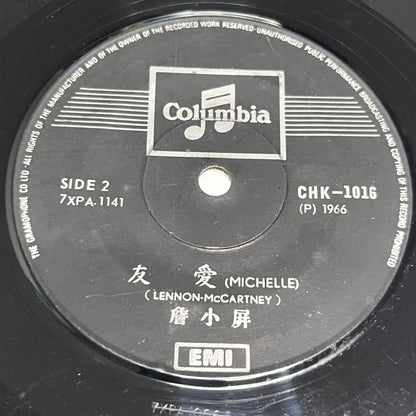 THE GRAMOPHONE CO LTD · ALL RIGHTS OF THE MANUFACTURER AND OF THE OWNER OF THE RECORDED WORK RESERVED · UNAUTHORISED PUBLIC PERFORMANCE BROADCASTING AND COPYING OF THIS RECORD PROHIBITED
Columbia
SIDE 2
7XPA.1141
CHK–1016
(P) 1966
友 愛 (MICHELLE)
( LENNON-McCARTNEY )
詹小屏
EMI